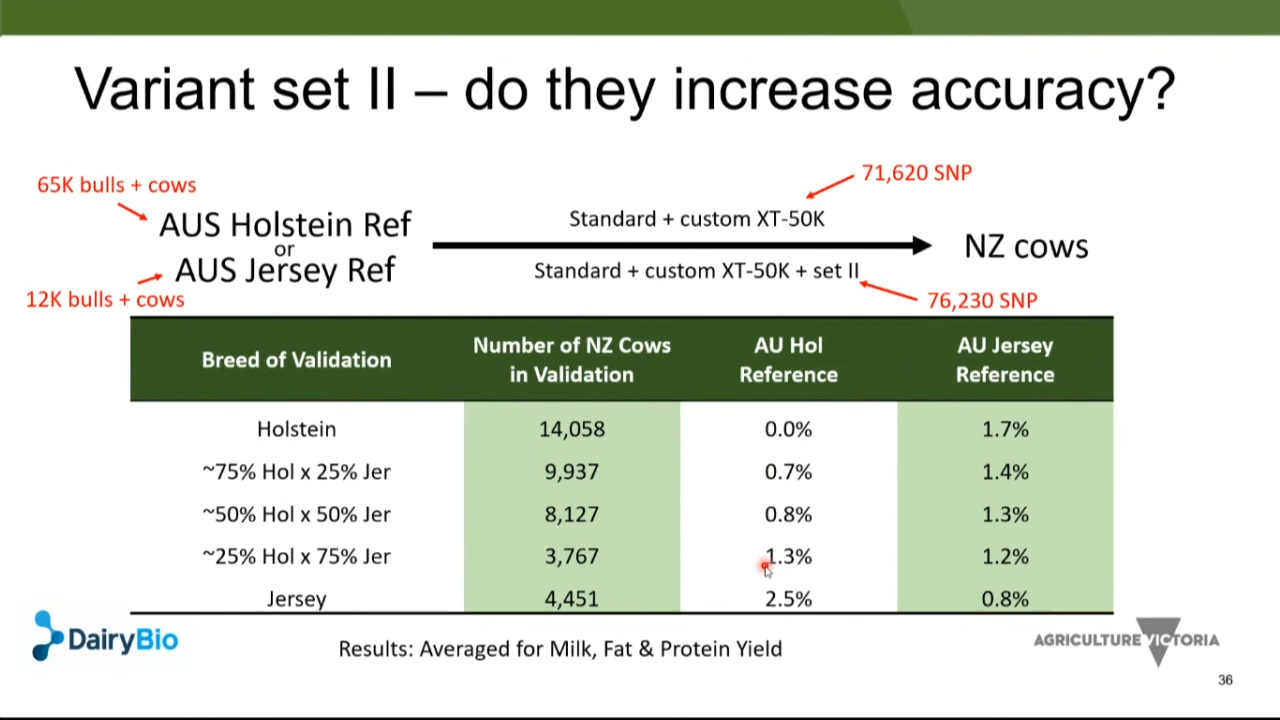 Variant set II – do they increase accuracy?
65K bulls + cows
71,620 SNP
AUS Holstein Ref
or
AUS Jersey Ref
12K bulls + cows
Standard + custom XT-50K
Standard + custom XT-50K + set II
NZ cows
76,230 SNP
Breed of Validation Number of NZ Cows in Validation AU Hol Reference AU Jersey Reference
Holstein 14,058 0.0% 1.7%
~75% Hol x 25% Jer 9,937 0.7% 1.4%
~50% Hol x 50% Jer 8,127 0.8% 1.3%
~25% Hol x 75% Jer 3,767 1.3% 1.2%
Jersey 4,451 2.5% 0.8%
DairyBio
Results: Averaged for Milk, Fat & Protein Yield
AGRICULTURE VICTORIA
36